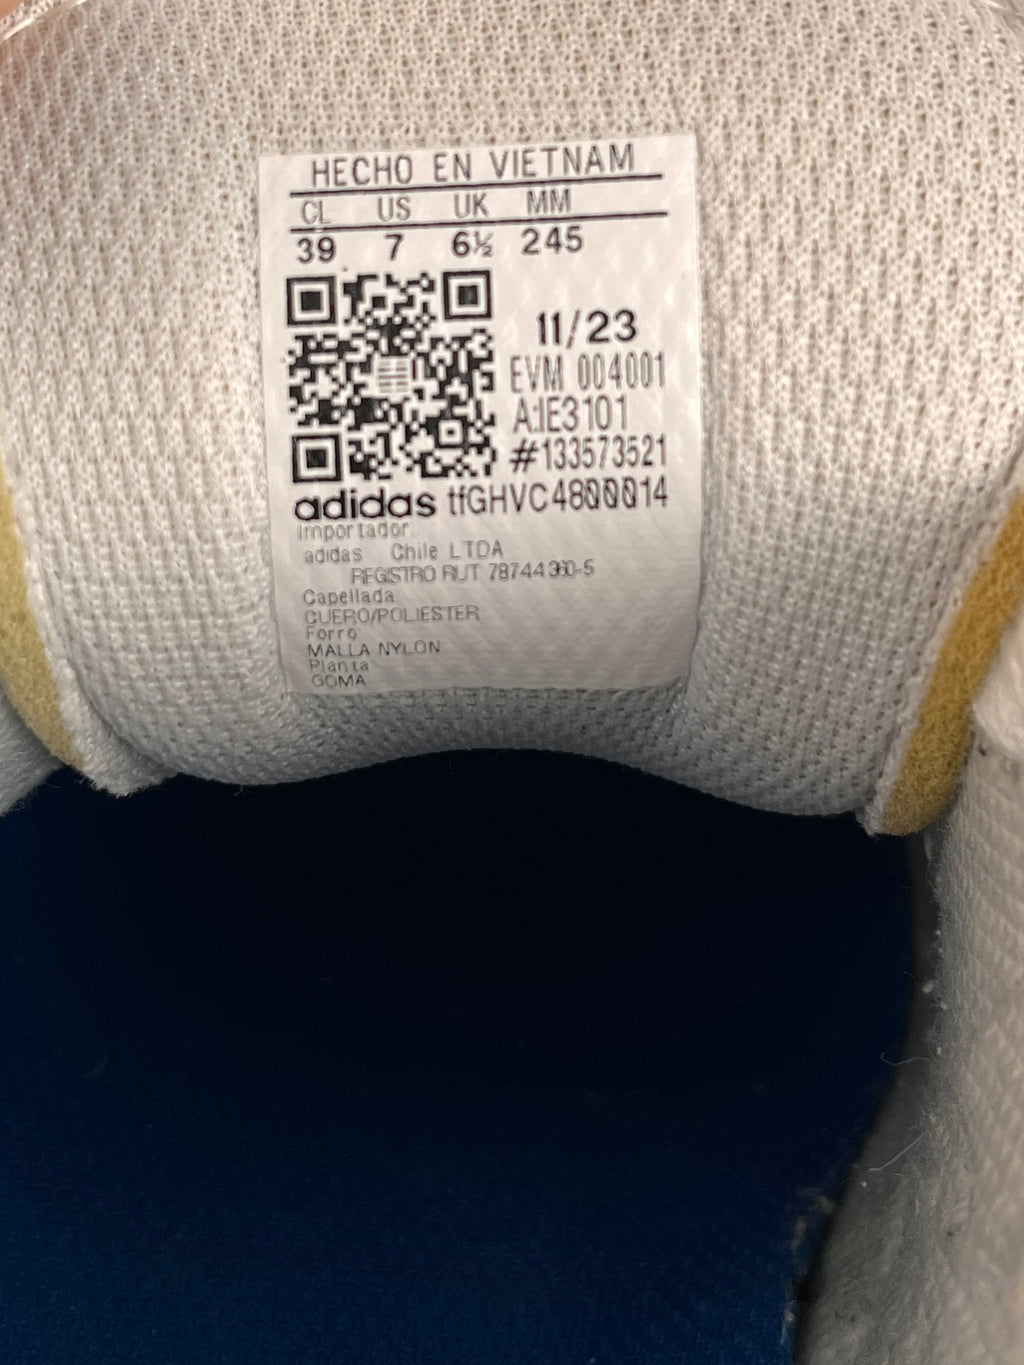 HECHO EN VIETNAM
CL US UK MM
39 7 6½ 245
11/23
EVM 004001
A:IE3101
#133573521
adidas tfGHVC4800014
Importador
adidas Chile LTDA
REGISTRO RUT 78744360-5
Capellada
CUERO/POLIESTER
Forro
MALLA NYLON
Planta
GOMA